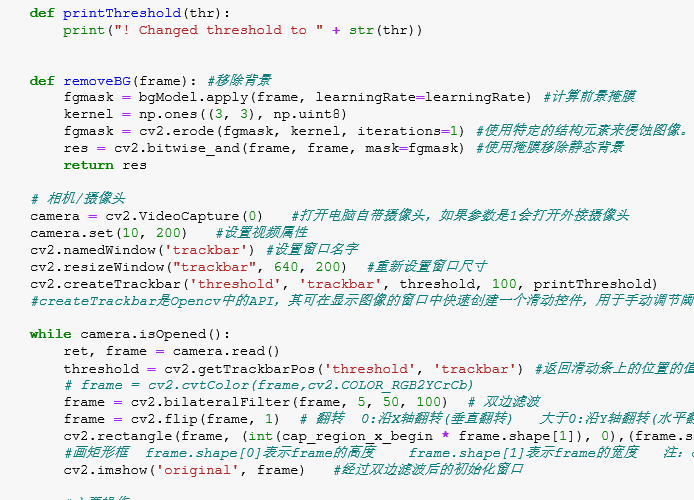 def printThreshold(thr):
print("! Changed threshold to " + str(thr))
def removeBG(frame): #移除背景
fgmask = bgModel.apply(frame, learningRate=learningRate) #计算前景掩膜
kernel = np.ones((3, 3), np.uint8)
fgmask = cv2.erode(fgmask, kernel, iterations=1) #使用特定的结构元素来侵蚀图像。
res = cv2.bitwise_and(frame, frame, mask=fgmask) #使用掩膜移除静态背景
return res
# 相机/摄像头
camera = cv2.VideoCapture(0) #打开电脑自带摄像头，如果参数是1会打开外接摄像头
camera.set(10, 200) #设置视频属性
cv2.namedWindow('trackbar') #设置窗口名字
cv2.resizeWindow("trackbar", 640, 200) #重新设置窗口尺寸
cv2.createTrackbar('threshold', 'trackbar', threshold, 100, printThreshold)
#createTrackbar是Opencv中的API，其可在显示图像的窗口中快速创建一个滑动控件，用于手动调节阈
while camera.isOpened():
ret, frame = camera.read()
threshold = cv2.getTrackbarPos('threshold', 'trackbar') #返回滑动条上的位置的值
# frame = cv2.cvtColor(frame,cv2.COLOR_RGB2YCrCb)
frame = cv2.bilateralFilter(frame, 5, 50, 100) # 双边滤波
frame = cv2.flip(frame, 1) # 翻转 0:沿X轴翻转(垂直翻转) 大于0:沿Y轴翻转(水平翻
cv2.rectangle(frame, (int(cap_region_x_begin * frame.shape[1]), 0),(frame.s
#画矩形框 frame.shape[0]表示frame的高度 frame.shape[1]表示frame的宽度 注：
cv2.imshow('original', frame) #经过双边滤波后的初始化窗口